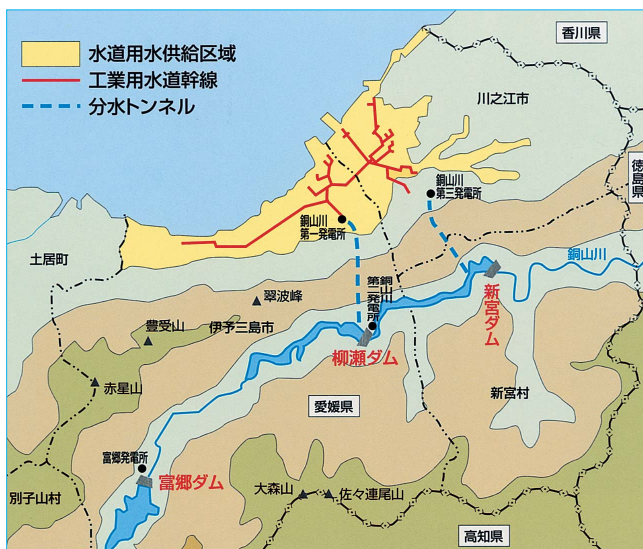 水道用水供給区域
工業用水道幹線
分水トンネル
香川県
川之江市
徳島県
銅山川
第三発電所
銅山川
第一発電所
土居町
銅山川
翠波峰
銅山川
第二発電所
新宮ダム
豊受山
伊予三島市
柳瀬ダム
赤星山
新宮村
愛媛県
富郷発電所
富郷ダム
大森山
佐々連尾山
別子山村
高知県